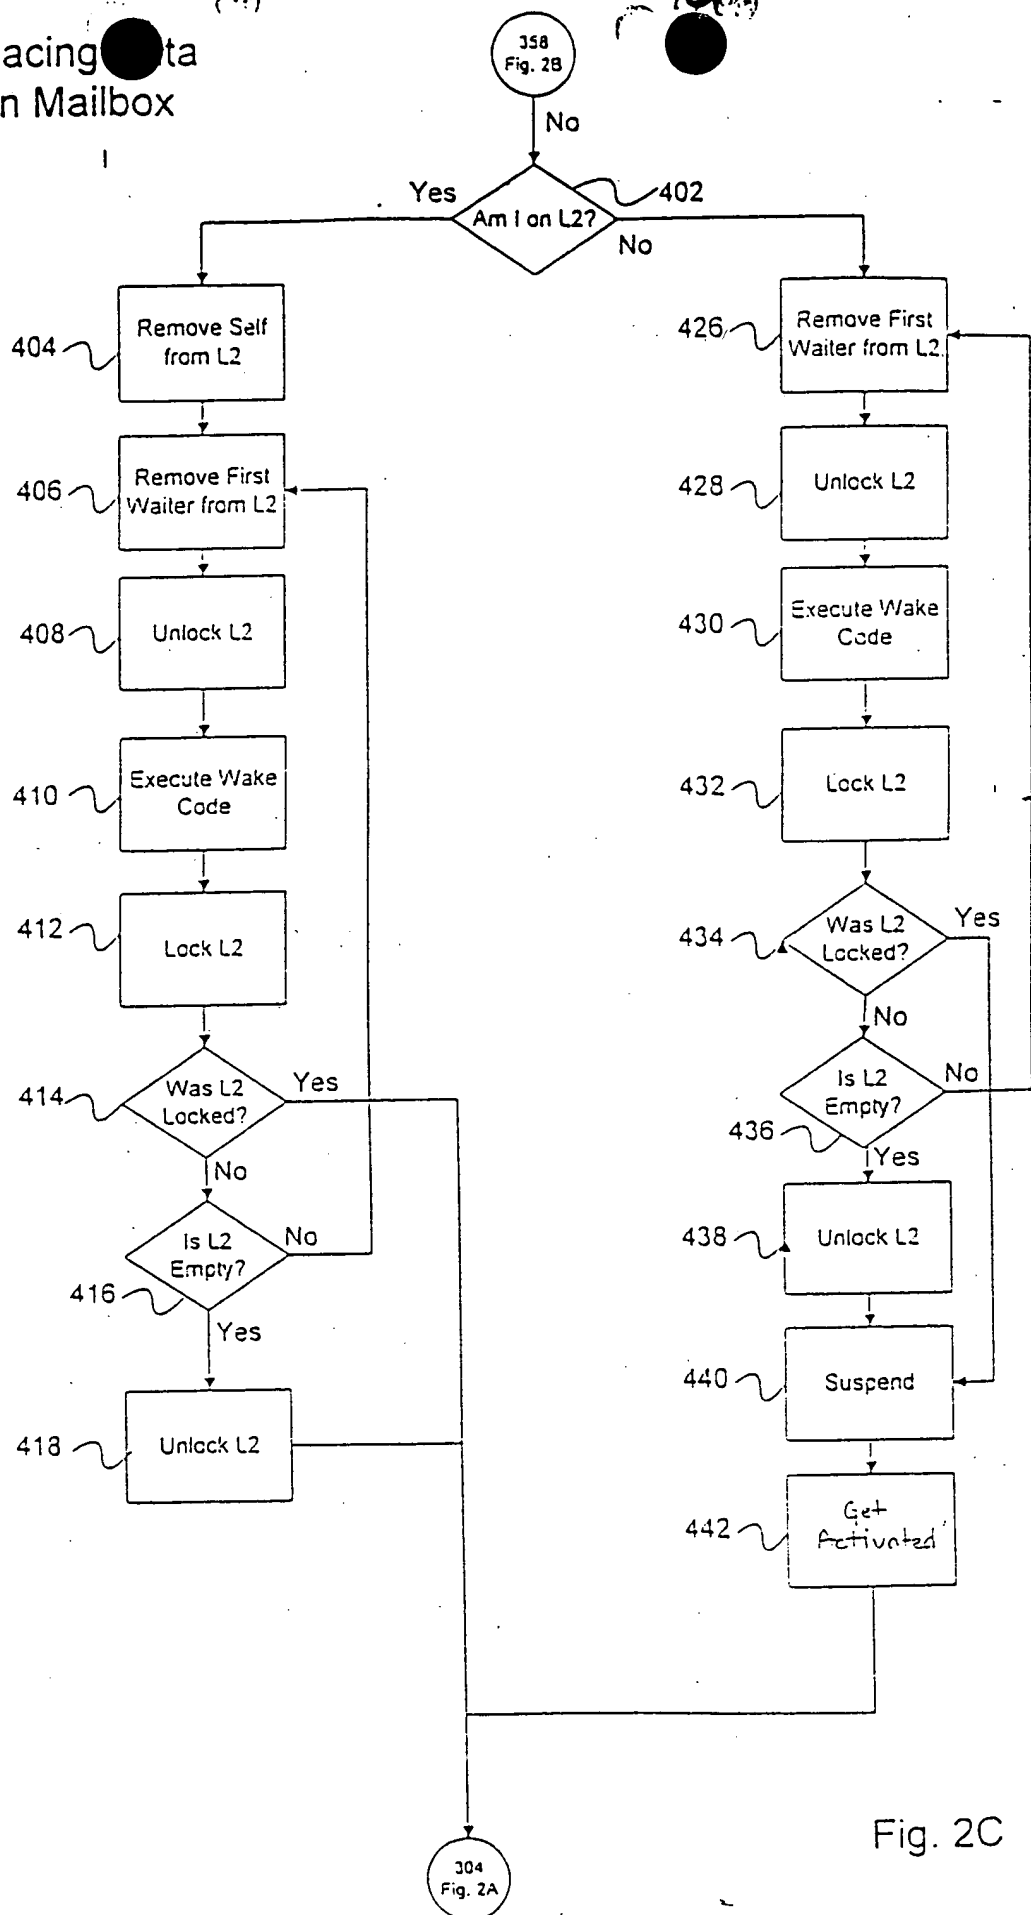 acing ta
n Mailbox
358
Fig. 2B
No
402
Yes
Am I on L2?
No
404
Remove Self
from L2
426
Remove First
Waiter from L2
406
Remove First
Waiter from L2
428
Unlock L2
408
Unlock L2
430
Execute Wake
Code
410
Execute Wake
Code
432
Lock L2
412
Lock L2
434
Was L2
Locked?
Yes
No
414
Was L2
Locked?
Yes
No
436
Is L2
Empty?
No
Yes
416
Is L2
Empty?
No
Yes
438
Unlock L2
440
Suspend
418
Unlock L2
442
Get
Activated
304
Fig. 2A
Fig. 2C